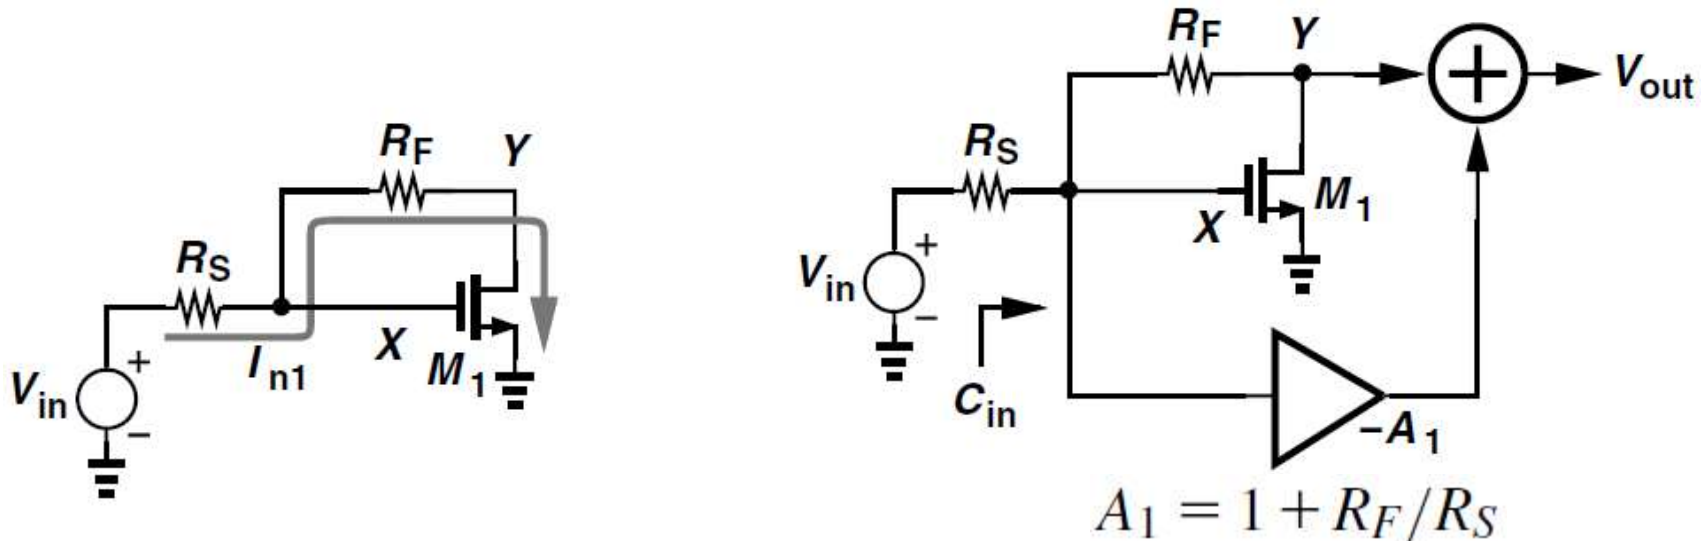 R_F
Y
R_S
I_n1
X
M_1
V_in
+
−
R_F
Y
+
V_out
R_S
X
M_1
V_in
+
−
C_in
−A_1
A_1 = 1 + R_F/R_S